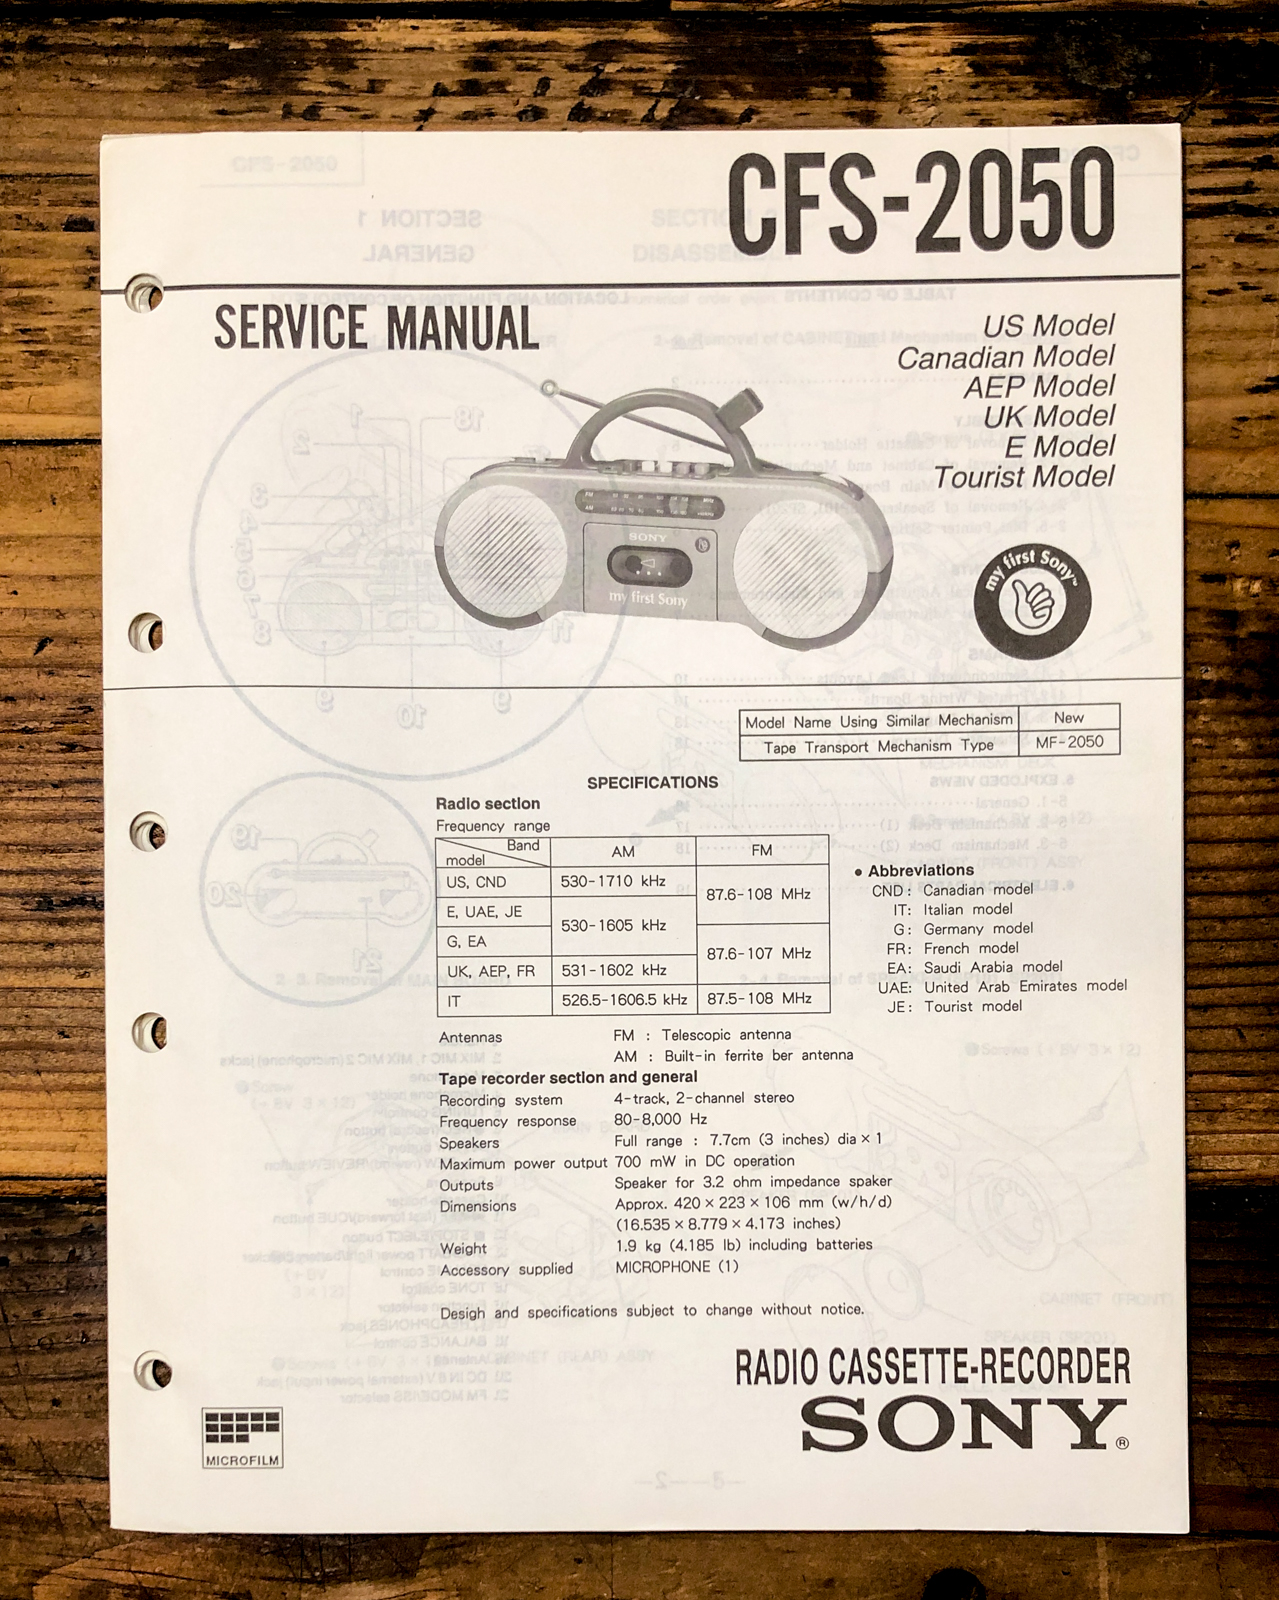 CFS-2050
SERVICE MANUAL
US Model
Canadian Model
AEP Model
UK Model
E Model
Tourist Model
SONY
my first Sony
my first Sony™
Model Name Using Similar Mechanism New
Tape Transport Mechanism Type MF-2050
SPECIFICATIONS
Radio section
Frequency range
Band
model
AM FM
US, CND 530-1710 kHz 87.6-108 MHz
E, UAE, JE 530-1605 kHz
G, EA 87.6-107 MHz
UK, AEP, FR 531-1602 kHz
IT 526.5-1606.5 kHz 87.5-108 MHz
• Abbreviations
CND: Canadian model
IT: Italian model
G: Germany model
FR: French model
EA: Saudi Arabia model
UAE: United Arab Emirates model
JE: Tourist model
Antennas FM : Telescopic antenna
AM : Built-in ferrite ber antenna
Tape recorder section and general
Recording system 4-track, 2-channel stereo
Frequency response 80-8,000 Hz
Speakers Full range : 7.7cm (3 inches) dia × 1
Maximum power output 700 mW in DC operation
Outputs Speaker for 3.2 ohm impedance spaker
Dimensions Approx. 420 × 223 × 106 mm (w/h/d)
(16.535 × 8.779 × 4.173 inches)
Weight 1.9 kg (4.185 lb) including batteries
Accessory supplied MICROPHONE (1)
Desigh and specifications subject to change without notice.
RADIO CASSETTE-RECORDER
SONY®
MICROFILM